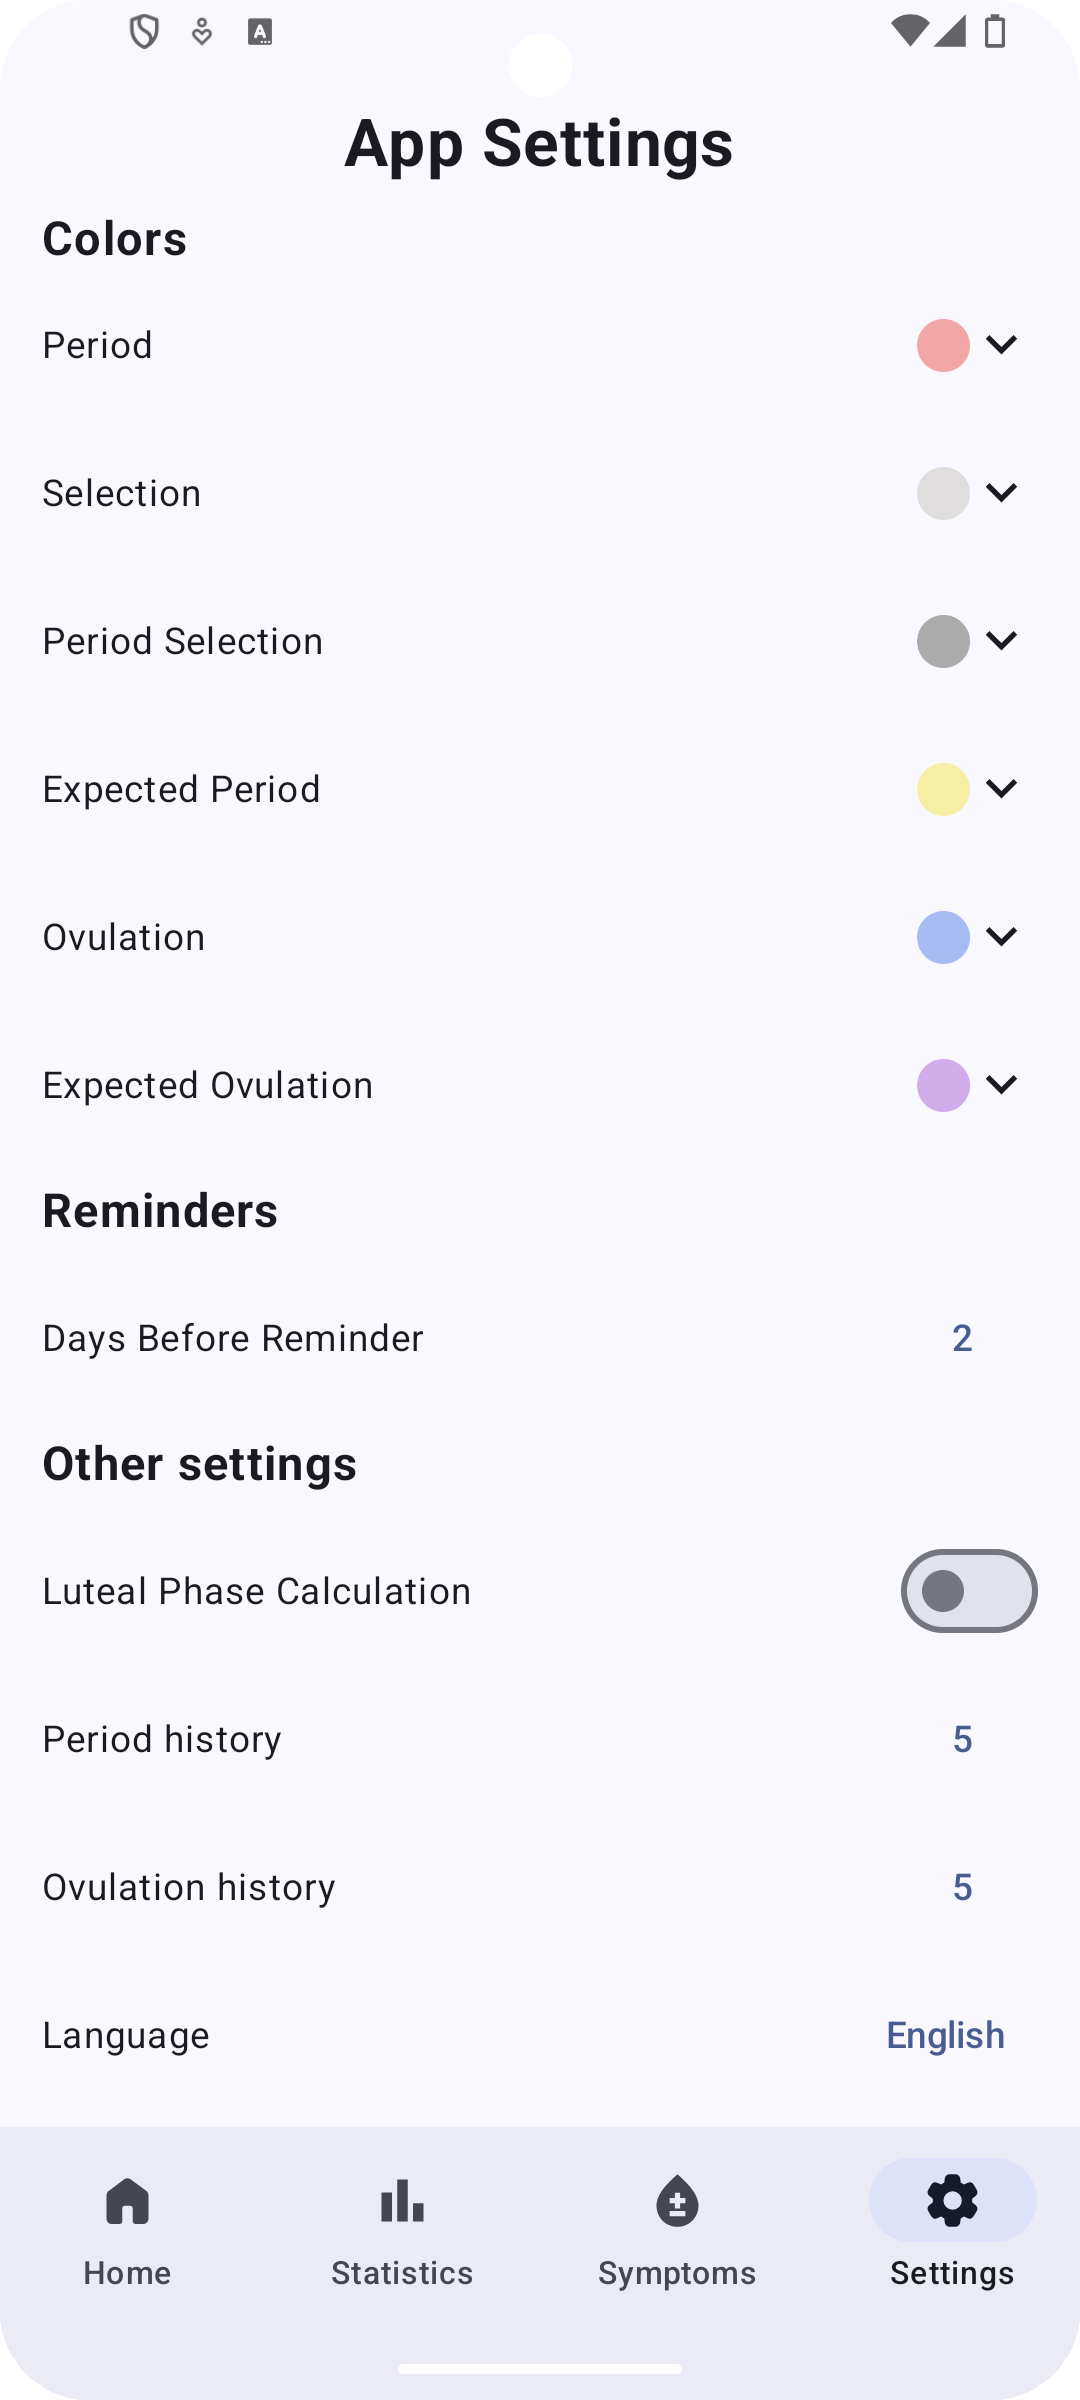 App Settings
Colors
Period
Selection
Period Selection
Expected Period
Ovulation
Expected Ovulation
Reminders
Days Before Reminder 2
Other settings
Luteal Phase Calculation
Period history 5
Ovulation history 5
Language English
Home Statistics Symptoms Settings